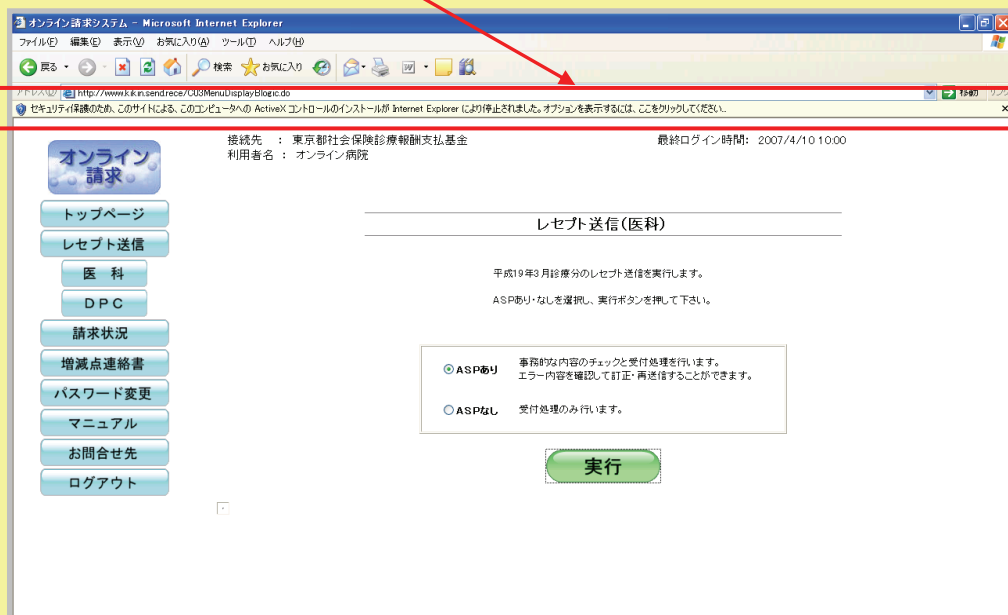 オンライン請求システム - Microsoft Internet Explorer
ファイル(F) 編集(E) 表示(V) お気に入り(A) ツール(T) ヘルプ(H)
戻る 検索 お気に入り
アドレス(D) http://www.kikin.sendrece/C03MenuDisplayBlogic.do 移動 リンク
セキュリティ保護のため、このサイトによる、このコンピュータへの ActiveX コントロールのインストールが Internet Explorer により停止されました。オプションを表示するには、ここをクリックしてください...
接続先 : 東京都社会保険診療報酬支払基金 最終ログイン時間: 2007/4/10 10:00
利用者名 : オンライン病院
オンライン
請求
トップページ
レセプト送信
医 科
DPC
請求状況
増減点連絡書
パスワード変更
マニュアル
お問合せ先
ログアウト
レセプト送信(医科)
平成19年3月診療分のレセプト送信を実行します。
ASPあり・なしを選択し、実行ボタンを押して下さい。
ASPあり 事務的な内容のチェックと受付処理を行います。
エラー内容を確認して訂正・再送信することができます。
ASPなし 受付処理のみ行います。
実行